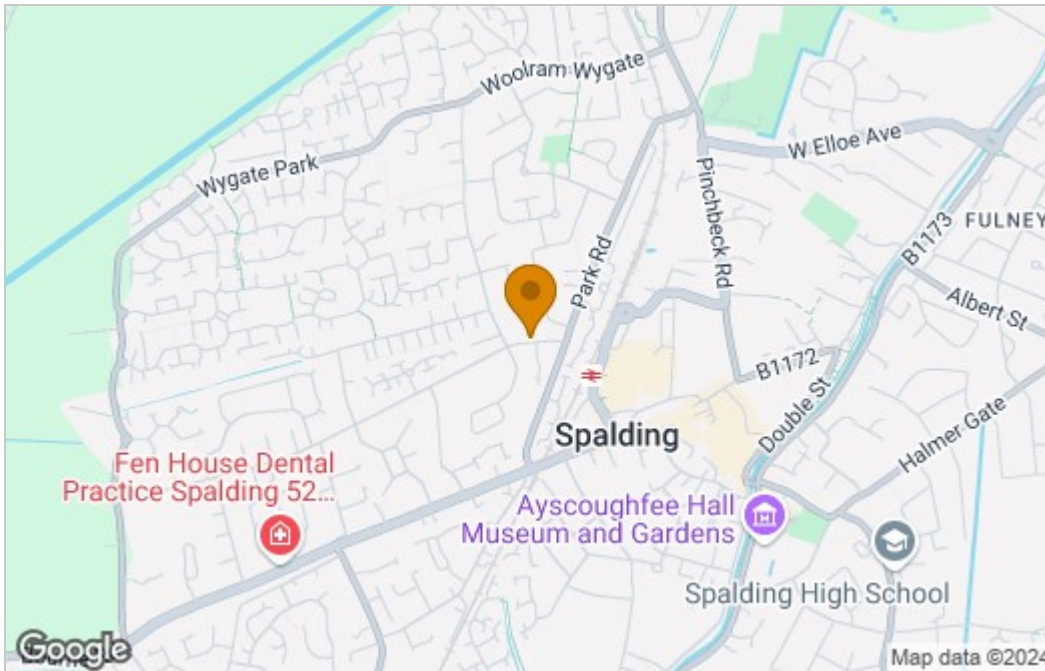 Woolram Wygate
W Elloe Ave
Wygate Park
Pinchbeck Rd
FULNEY
B1173
Park Rd
Albert St
B1172
Double St
Spalding
Halmer Gate
Fen House Dental
Practice Spalding 52...
Ayscoughfee Hall
Museum and Gardens
Spalding High School
Google
Map data ©2024